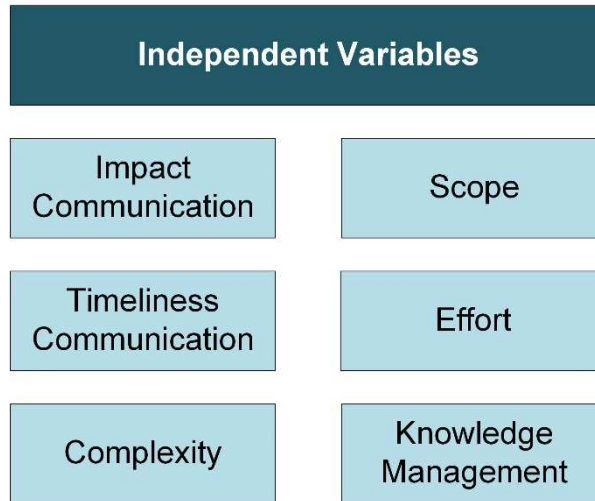 Independent Variables
Impact
Communication
Scope
Timeliness
Communication
Effort
Complexity
Knowledge
Management